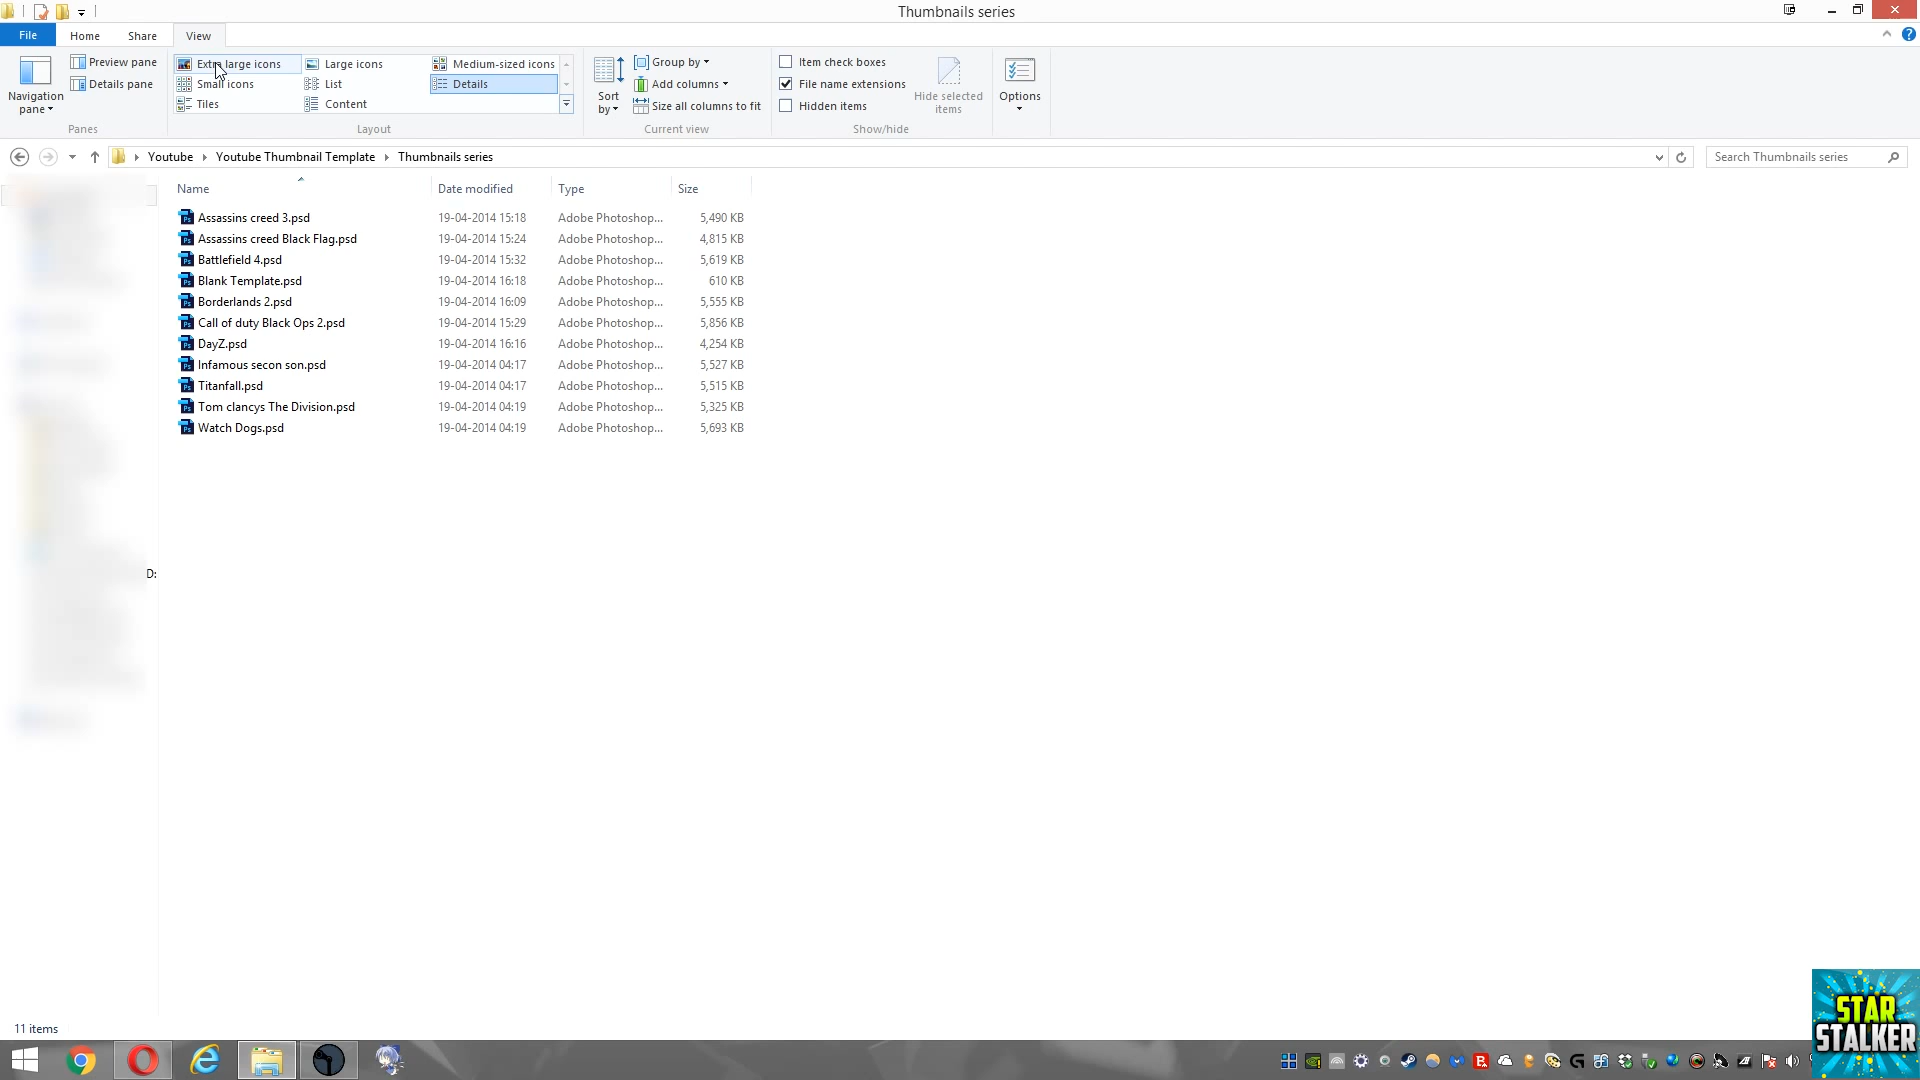 Thumbnails series
File Home Share View
Navigation pane
Preview pane
Details pane
Panes
Extra large icons Large icons Medium-sized icons
Small icons List Details
Tiles Content
Layout
Sort by
Group by
Add columns
Size all columns to fit
Current view
Item check boxes
File name extensions
Hidden items
Hide selected items
Show/hide
Options
Youtube Youtube Thumbnail Template Thumbnails series
Search Thumbnails series
Name Date modified Type Size
Assassins creed 3.psd 19-04-2014 15:18 Adobe Photoshop... 5,490 KB
Assassins creed Black Flag.psd 19-04-2014 15:24 Adobe Photoshop... 4,815 KB
Battlefield 4.psd 19-04-2014 15:32 Adobe Photoshop... 5,619 KB
Blank Template.psd 19-04-2014 16:18 Adobe Photoshop... 610 KB
Borderlands 2.psd 19-04-2014 16:09 Adobe Photoshop... 5,555 KB
Call of duty Black Ops 2.psd 19-04-2014 15:29 Adobe Photoshop... 5,856 KB
DayZ.psd 19-04-2014 16:16 Adobe Photoshop... 4,254 KB
Infamous secon son.psd 19-04-2014 04:17 Adobe Photoshop... 5,527 KB
Titanfall.psd 19-04-2014 04:17 Adobe Photoshop... 5,515 KB
Tom clancys The Division.psd 19-04-2014 04:19 Adobe Photoshop... 5,325 KB
Watch Dogs.psd 19-04-2014 04:19 Adobe Photoshop... 5,693 KB
D:
11 items
STAR
STALKER